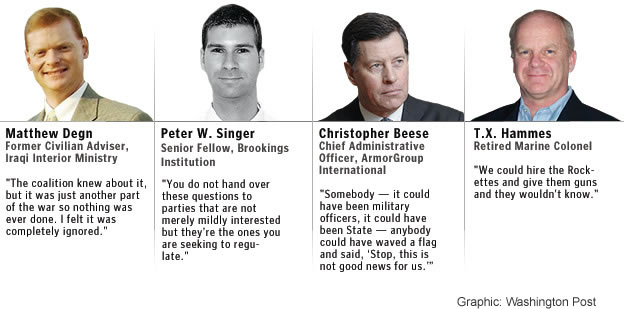 Matthew Degn
Former Civilian Adviser,
Iraqi Interior Ministry
"The coalition knew about it,
but it was just another part
of the war so nothing was
ever done. I felt it was
completely ignored."
Peter W. Singer
Senior Fellow, Brookings
Institution
"You do not hand over
these questions to
parties that are not
merely mildly interested
but they're the ones you
are seeking to regu-
late."
Christopher Beese
Chief Administrative
Officer, ArmorGroup
International
"Somebody — it could
have been military
officers, it could have
been State — anybody
could have waved a flag
and said, ‘Stop, this is
not good news for us.’"
T.X. Hammes
Retired Marine Colonel
"We could hire the Rock-
ettes and give them guns
and they wouldn't know."
Graphic: Washington Post